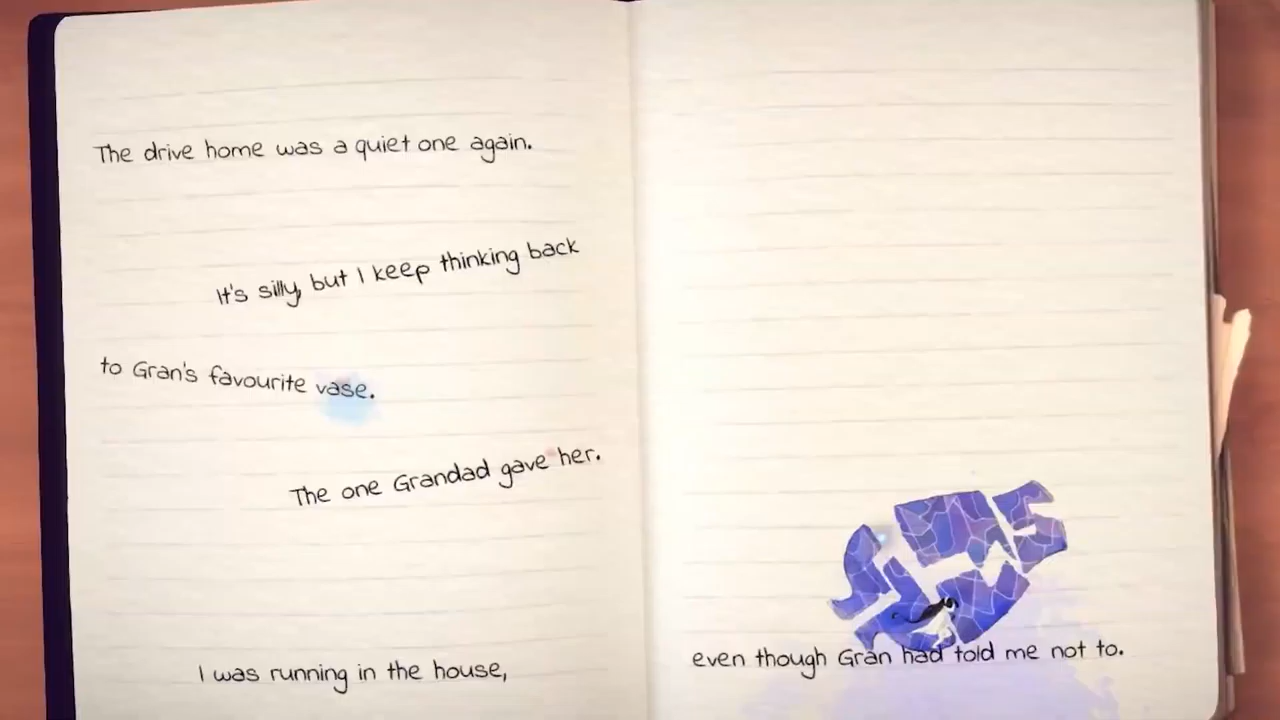 The drive home was a quiet one again.
It's silly, but I keep thinking back
to Gran's favourite vase.
The one Grandad gave her.
I was running in the house,
even though Gran had told me not to.